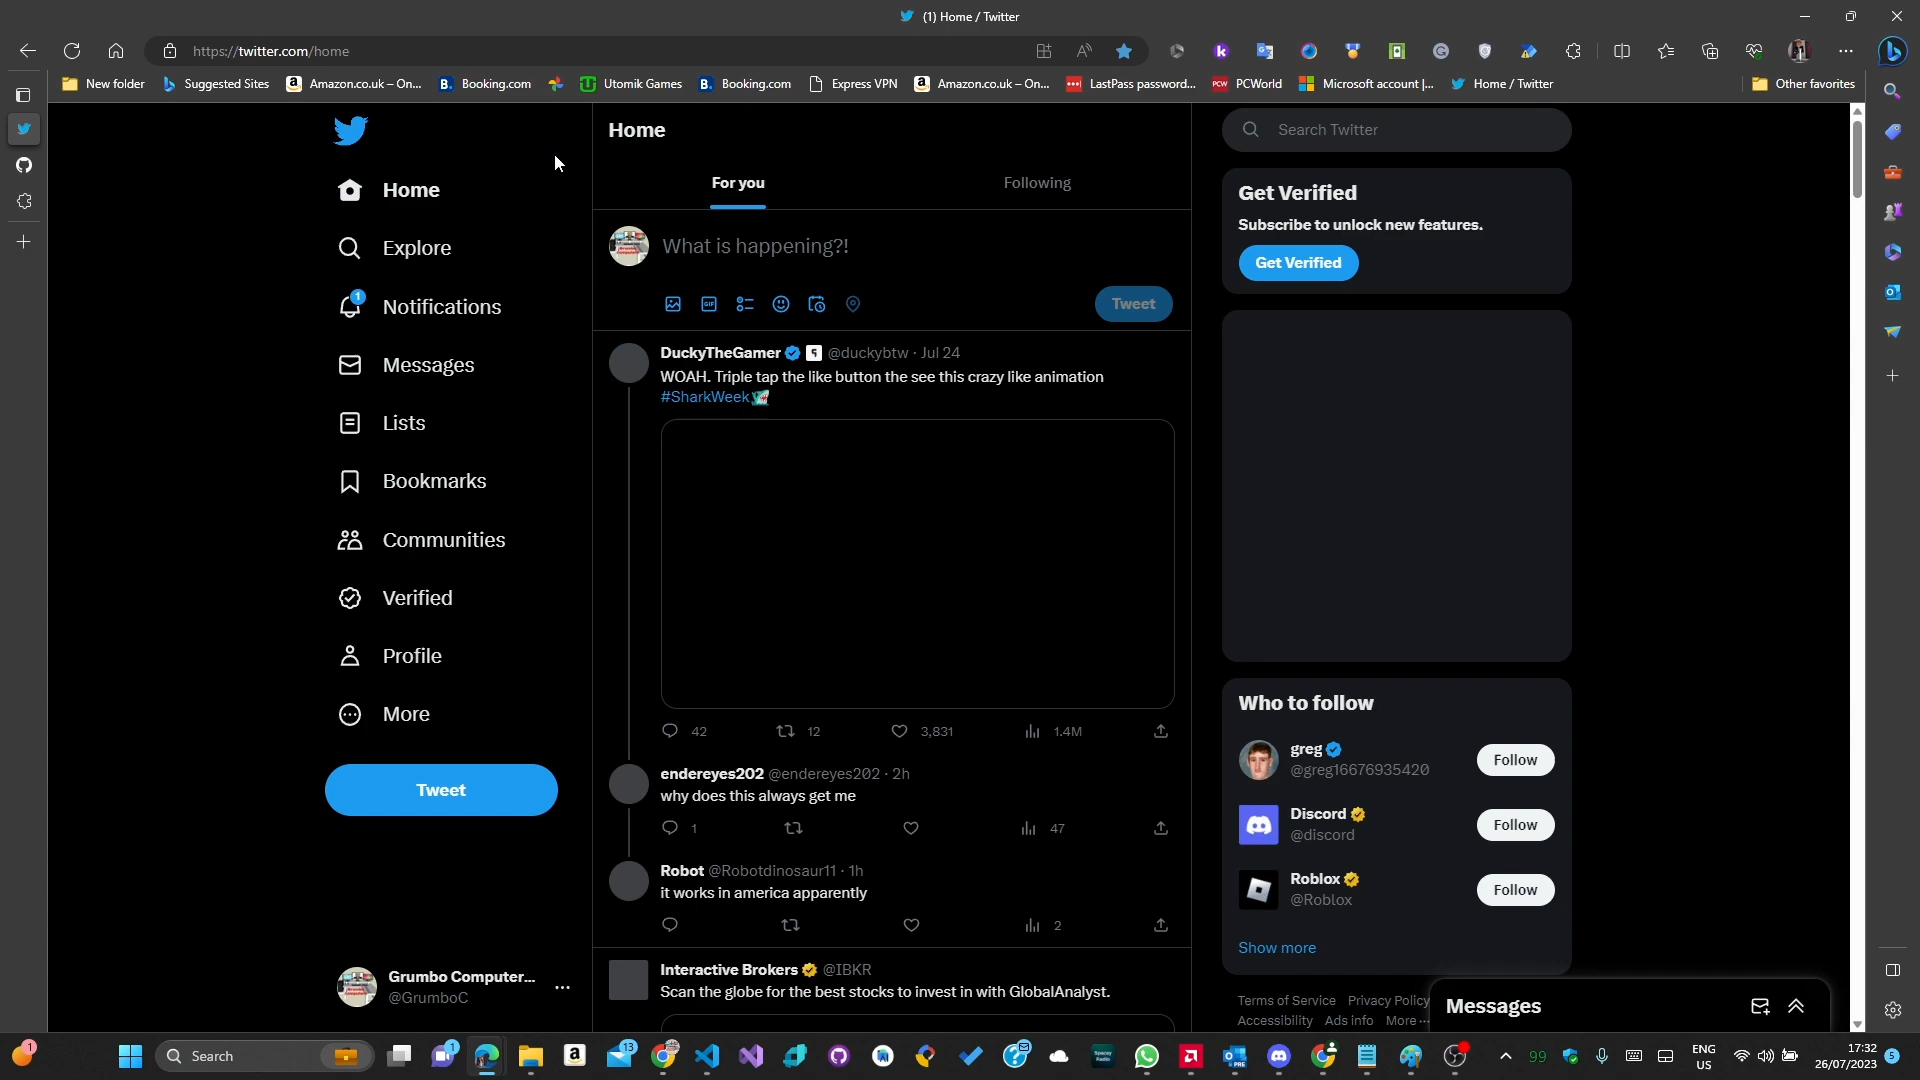 (1) Home / Twitter
https://twitter.com/home
New folder
Suggested Sites
Amazon.co.uk – On...
Booking.com
Utomik Games
Booking.com
Express VPN
Amazon.co.uk – On...
LastPass password...
PCWorld
Microsoft account |...
Home / Twitter
Other favorites
Home
Explore
1
Notifications
Messages
Lists
Bookmarks
Communities
Verified
Profile
More
Tweet
Grumbo Computer...
@GrumboC
Home
For you
Following
What is happening?!
GIF
Tweet
DuckyTheGamer @duckybtw · Jul 24
WOAH. Triple tap the like button the see this crazy like animation
#SharkWeek
42 12 3,831 1.4M
endereyes202 @endereyes202 · 2h
why does this always get me
1 47
Robot @Robotdinosaur11 · 1h
it works in america apparently
2
Interactive Brokers @IBKR
Scan the globe for the best stocks to invest in with GlobalAnalyst.
Search Twitter
Get Verified
Subscribe to unlock new features.
Get Verified
Who to follow
greg
@greg16676935420
Follow
Discord
@discord
Follow
Roblox
@Roblox
Follow
Show more
Terms of Service Privacy Policy
Accessibility Ads info More ...
Messages
1
Search
1
13
99
ENG
US
17:32
26/07/2023
5